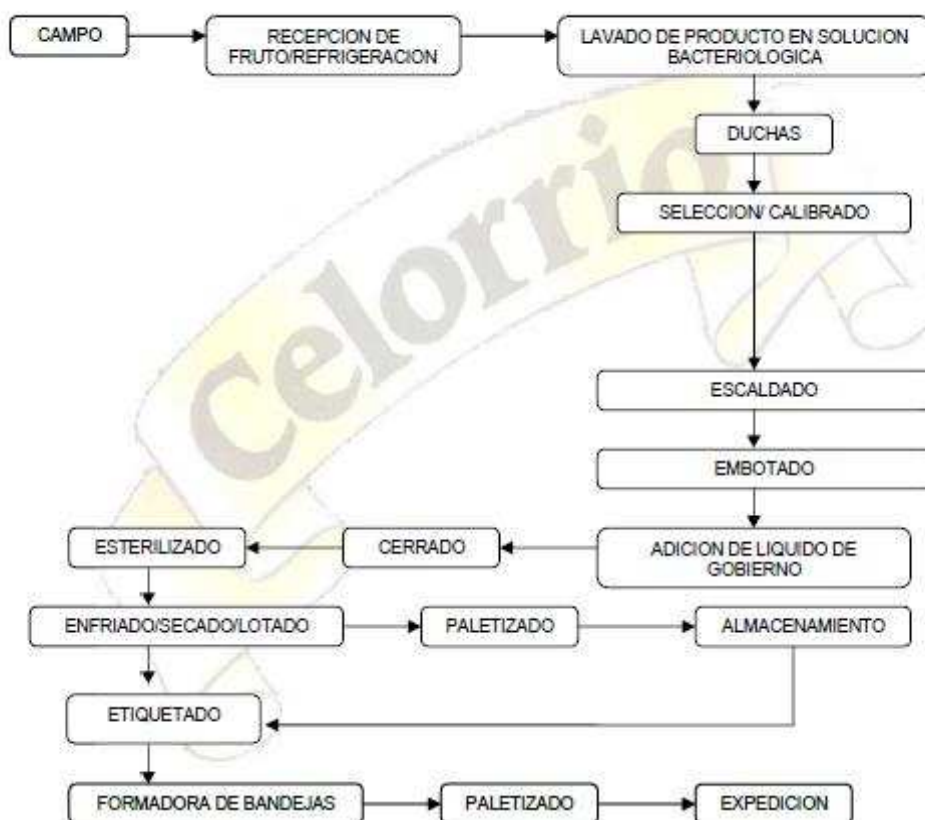 CAMPO
RECEPCION DE
FRUTO/REFRIGERACION
LAVADO DE PRODUCTO EN SOLUCION
BACTERIOLOGICA
DUCHAS
SELECCION/ CALIBRADO
Celorrio
ESCALDADO
EMBOTADO
ADICION DE LIQUIDO DE
GOBIERNO
CERRADO
ESTERILIZADO
ENFRIADO/SECADO/LOTADO
PALETIZADO
ALMACENAMIENTO
ETIQUETADO
FORMADORA DE BANDEJAS
PALETIZADO
EXPEDICION